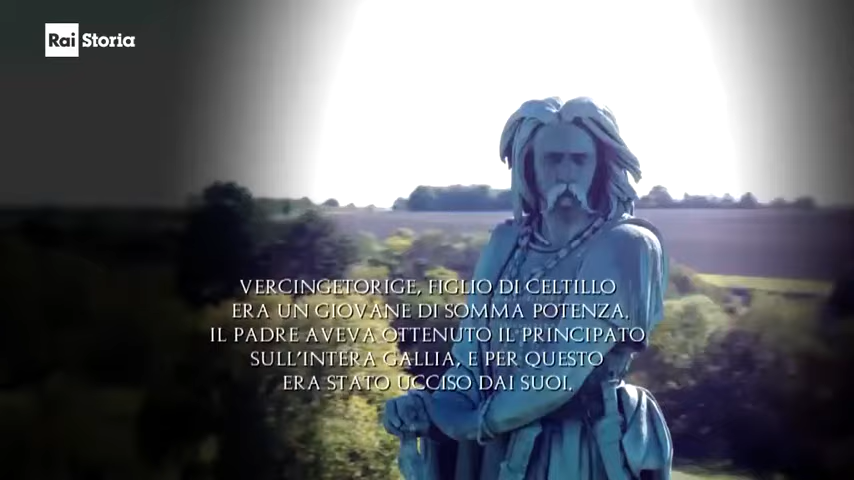 Rai Storia
VERCINGETORIGE, FIGLIO DI CELTILLO
ERA UN GIOVANE DI SOMMA POTENZA.
IL PADRE AVEVA OTTENUTO IL PRINCIPATO
SULL'INTERA GALLIA, E PER QUESTO
ERA STATO UCCISO DAI SUOI.